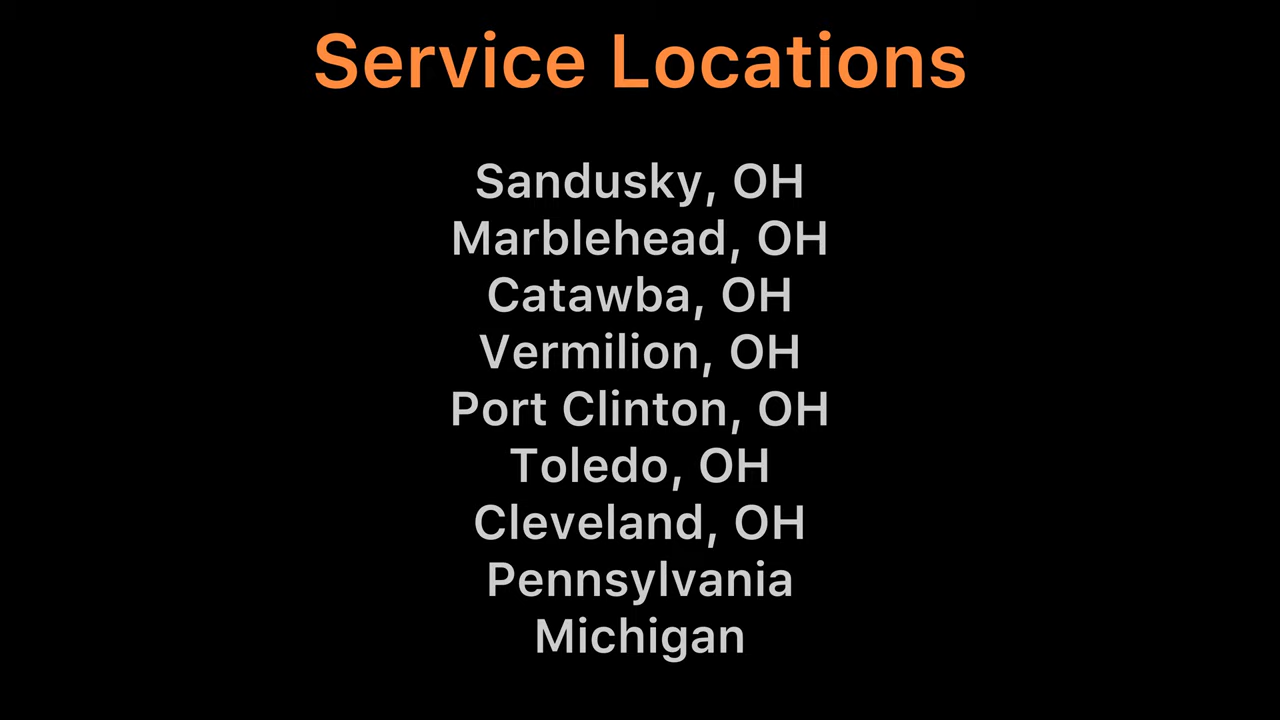 Service Locations
Sandusky, OH
Marblehead, OH
Catawba, OH
Vermilion, OH
Port Clinton, OH
Toledo, OH
Cleveland, OH
Pennsylvania
Michigan